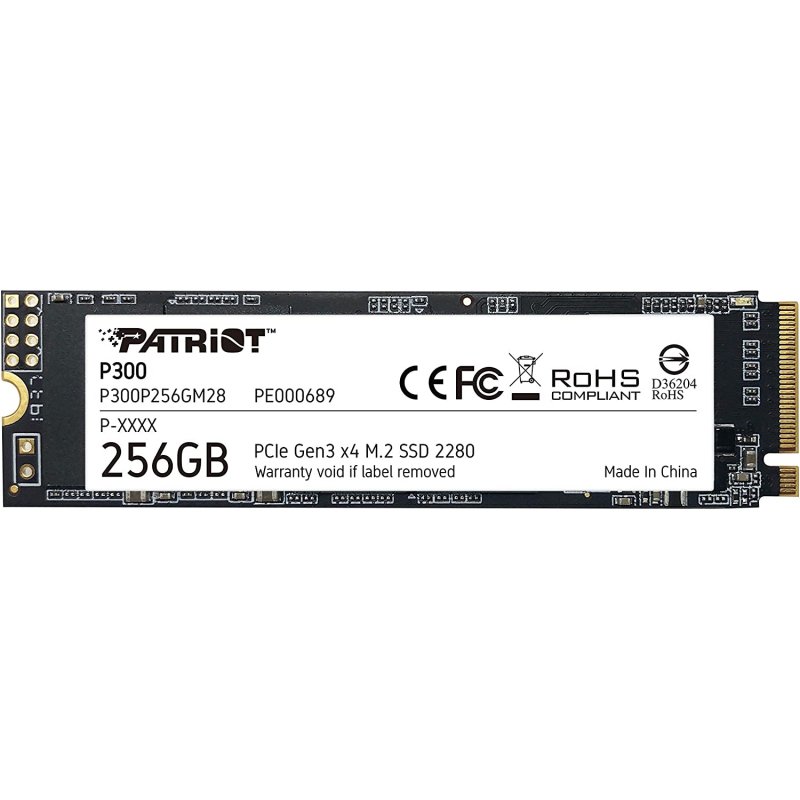 PATRIOT™
P300
P300P256GM28 PE000689
P-XXXX
256GB
PCIe Gen3 x4 M.2 SSD 2280
Warranty void if label removed
CE FC
RoHS
COMPLIANT
D36204
RoHS
Made In China